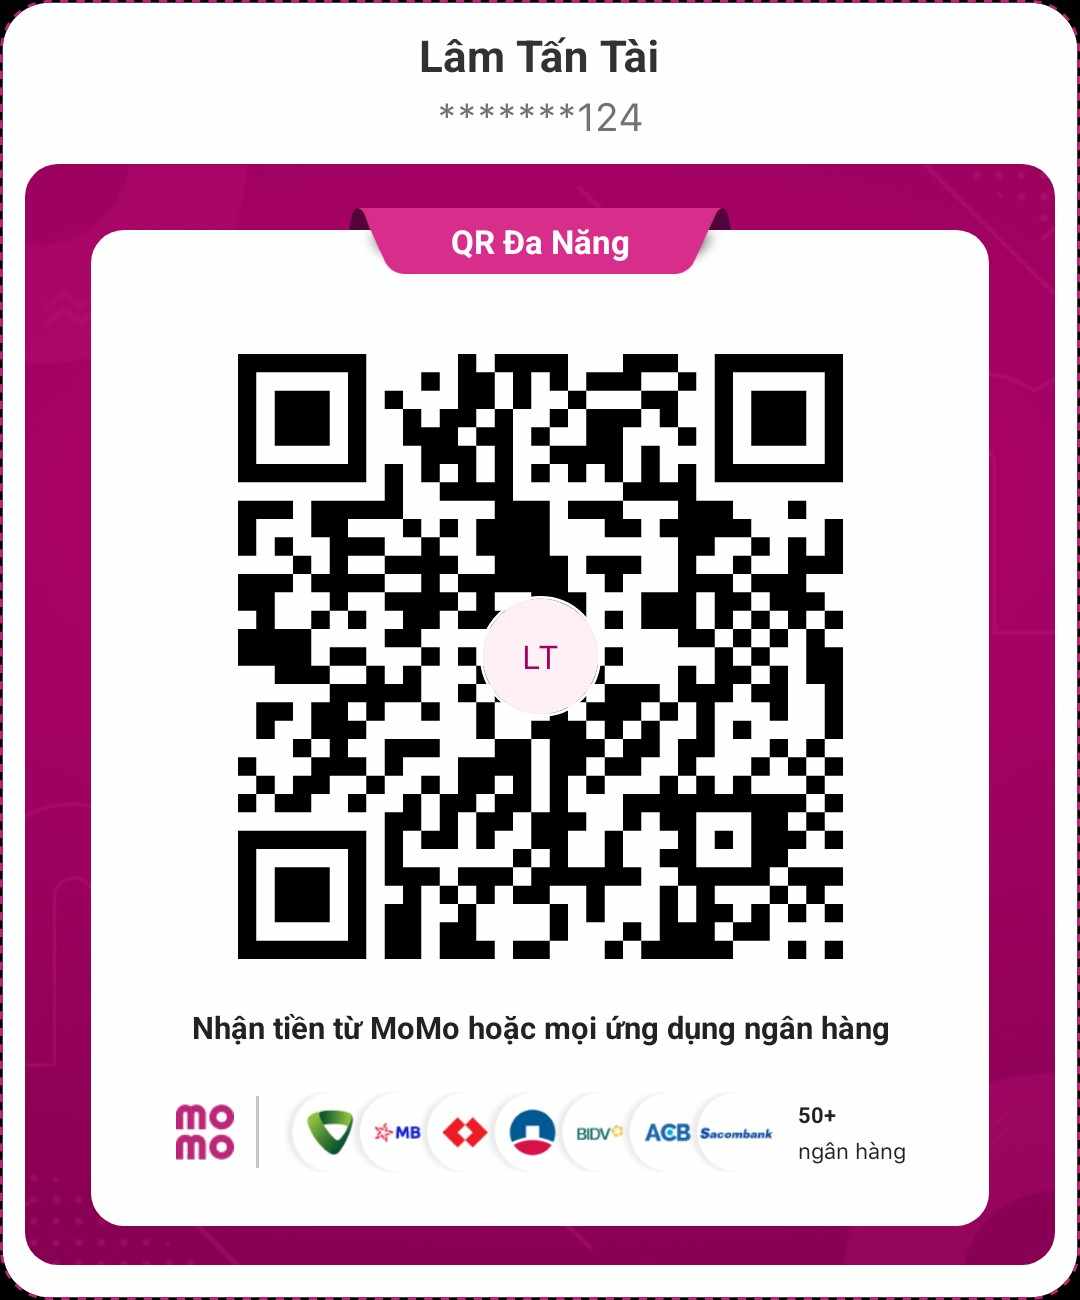 Lâm Tấn Tài
*******124
QR Đa Năng
LT
Nhận tiền từ MoMo hoặc mọi ứng dụng ngân hàng
mo
mo
MB
BIDV
ACB
Sacombank
50+
ngân hàng